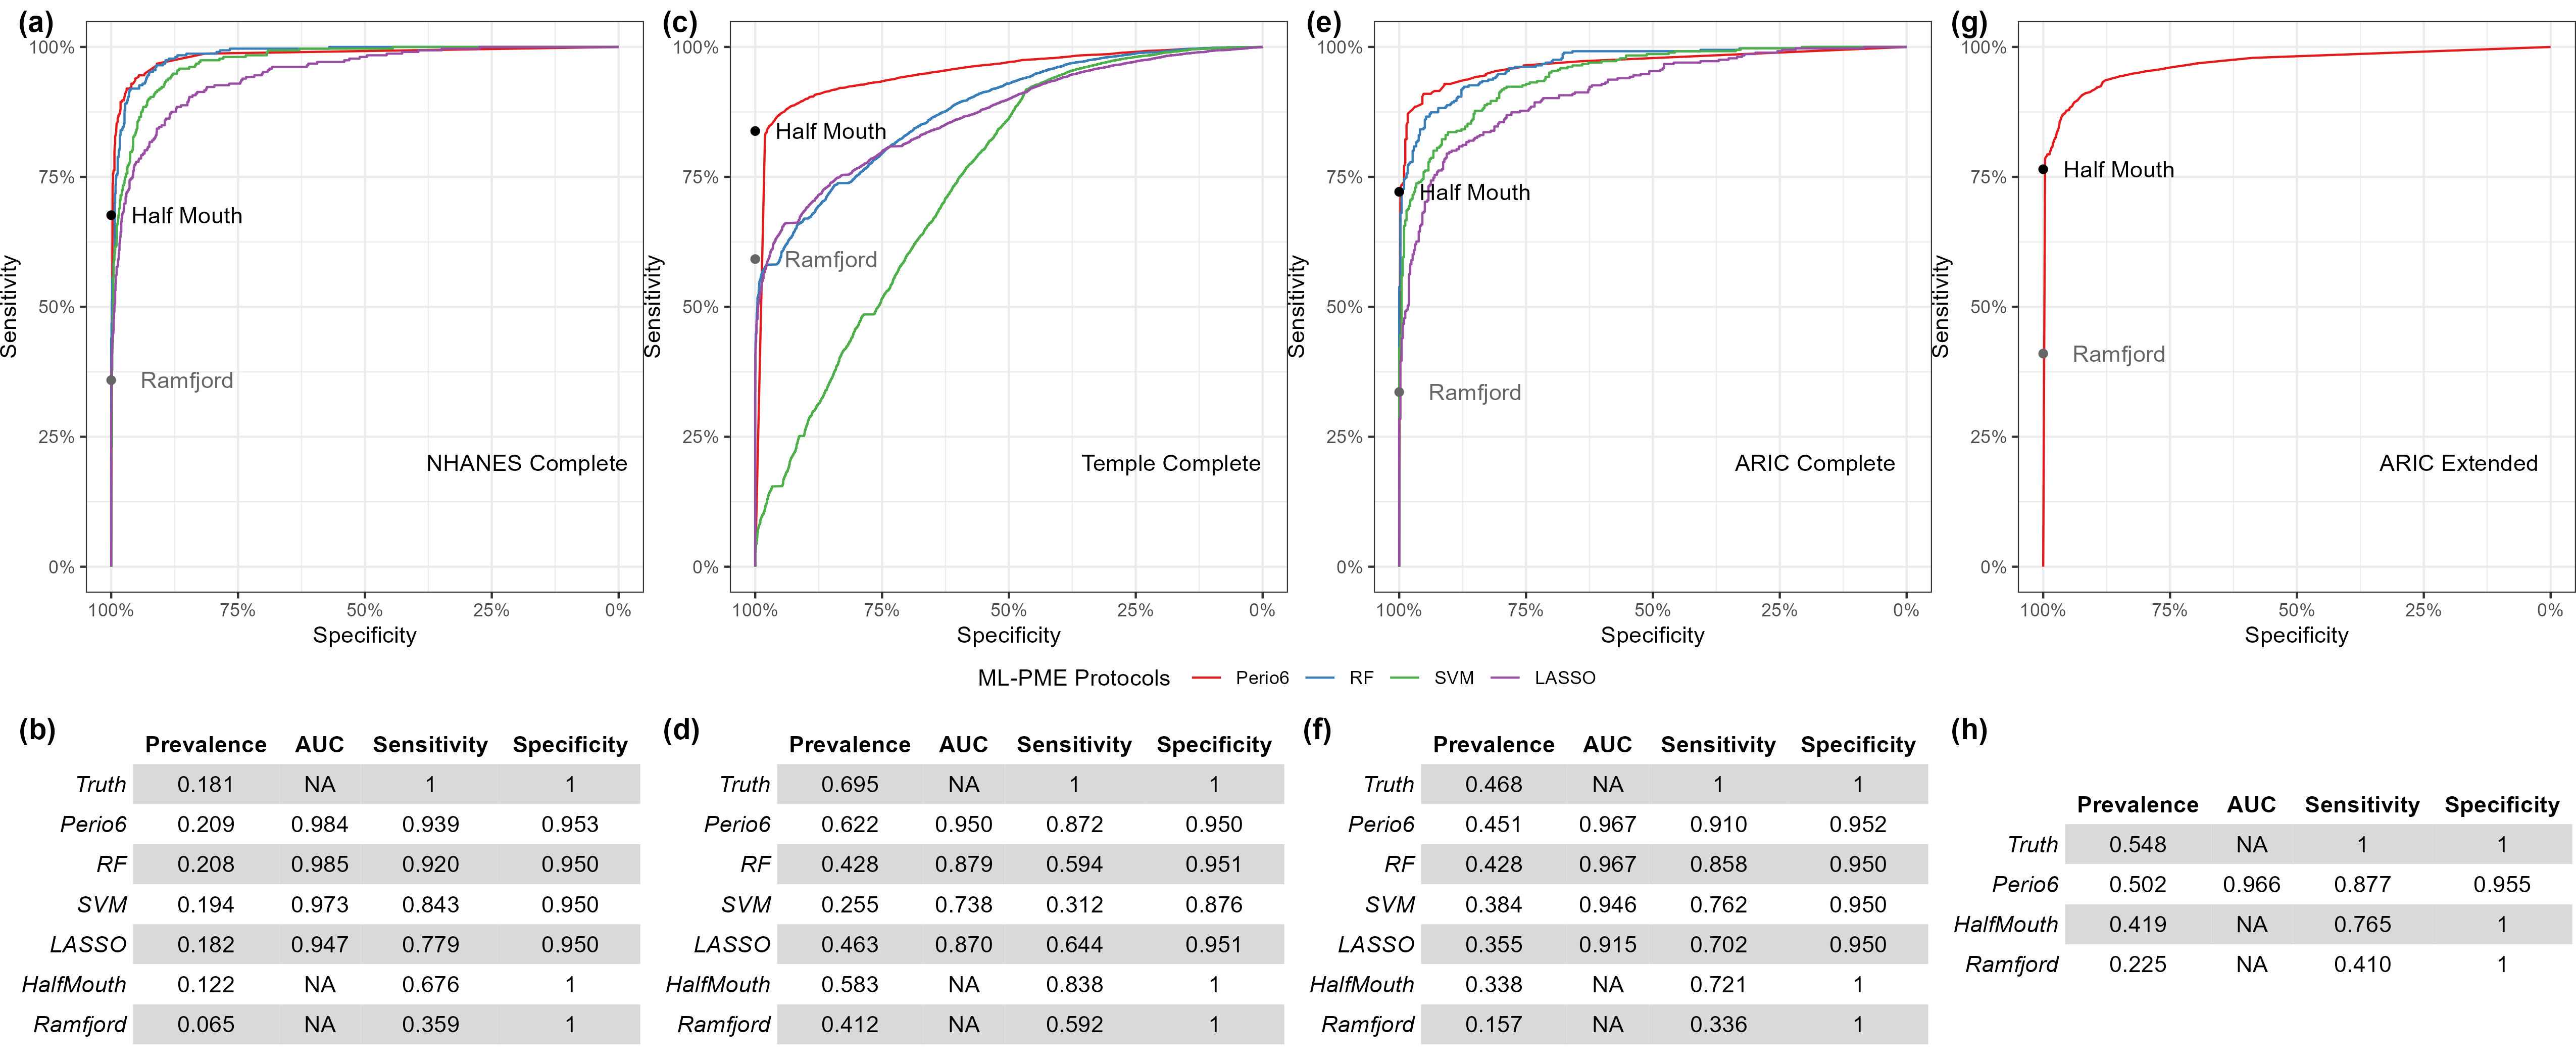 (a)
100%
75%
50%
25%
0%
Sensitivity
Half Mouth
Ramfjord
NHANES Complete
100% 75% 50% 25% 0%
Specificity
(c)
100%
75%
50%
25%
0%
Sensitivity
Half Mouth
Ramfjord
Temple Complete
100% 75% 50% 25% 0%
Specificity
(e)
100%
75%
50%
25%
0%
Sensitivity
Half Mouth
Ramfjord
ARIC Complete
100% 75% 50% 25% 0%
Specificity
(g)
100%
75%
50%
25%
0%
Sensitivity
Half Mouth
Ramfjord
ARIC Extended
100% 75% 50% 25% 0%
Specificity
ML-PME Protocols Perio6 RF SVM LASSO
(b)
Prevalence AUC Sensitivity Specificity
Truth 0.181 NA 1 1
Perio6 0.209 0.984 0.939 0.953
RF 0.208 0.985 0.920 0.950
SVM 0.194 0.973 0.843 0.950
LASSO 0.182 0.947 0.779 0.950
HalfMouth 0.122 NA 0.676 1
Ramfjord 0.065 NA 0.359 1
(d)
Prevalence AUC Sensitivity Specificity
Truth 0.695 NA 1 1
Perio6 0.622 0.950 0.872 0.950
RF 0.428 0.879 0.594 0.951
SVM 0.255 0.738 0.312 0.876
LASSO 0.463 0.870 0.644 0.951
HalfMouth 0.583 NA 0.838 1
Ramfjord 0.412 NA 0.592 1
(f)
Prevalence AUC Sensitivity Specificity
Truth 0.468 NA 1 1
Perio6 0.451 0.967 0.910 0.952
RF 0.428 0.967 0.858 0.950
SVM 0.384 0.946 0.762 0.950
LASSO 0.355 0.915 0.702 0.950
HalfMouth 0.338 NA 0.721 1
Ramfjord 0.157 NA 0.336 1
(h)
Prevalence AUC Sensitivity Specificity
Truth 0.548 NA 1 1
Perio6 0.502 0.966 0.877 0.955
HalfMouth 0.419 NA 0.765 1
Ramfjord 0.225 NA 0.410 1